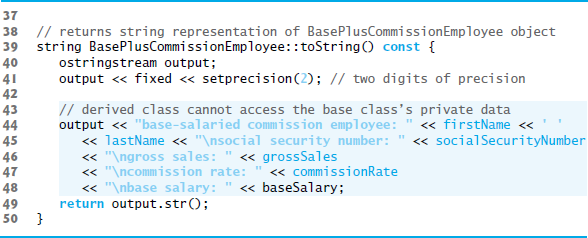 37
38 // returns string representation of BasePlusCommissionEmployee object
39 string BasePlusCommissionEmployee::toString() const {
40    ostringstream output;
41    output << fixed << setprecision(2); // two digits of precision
42
43    // derived class cannot access the base class’s private data
44    output << "base-salaried commission employee: " << firstName << ' '
45       << lastName << "\nsocial security number: " << socialSecurityNumber
46       << "\ngross sales: " << grossSales
47       << "\ncommission rate: " << commissionRate
48       << "\nbase salary: " << baseSalary;
49    return output.str();
50 }